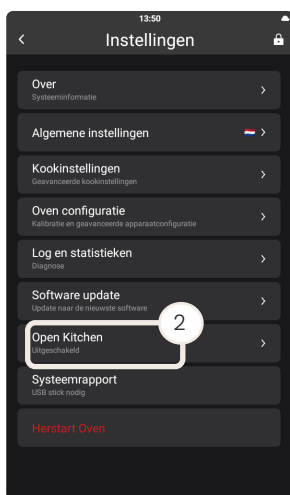 13:50
Instellingen
Over
Systeeminformatie
Algemene instellingen
Kookinstellingen
Geavanceerde kookinstellingen
Oven configuratie
Kalibratie en geavanceerde apparaatconfiguratie
Log en statistieken
Diagnose
Software update
Update naar de nieuwste software
2
Open Kitchen
Uitgeschakeld
Systeemrapport
USB stick nodig
Herstart Oven